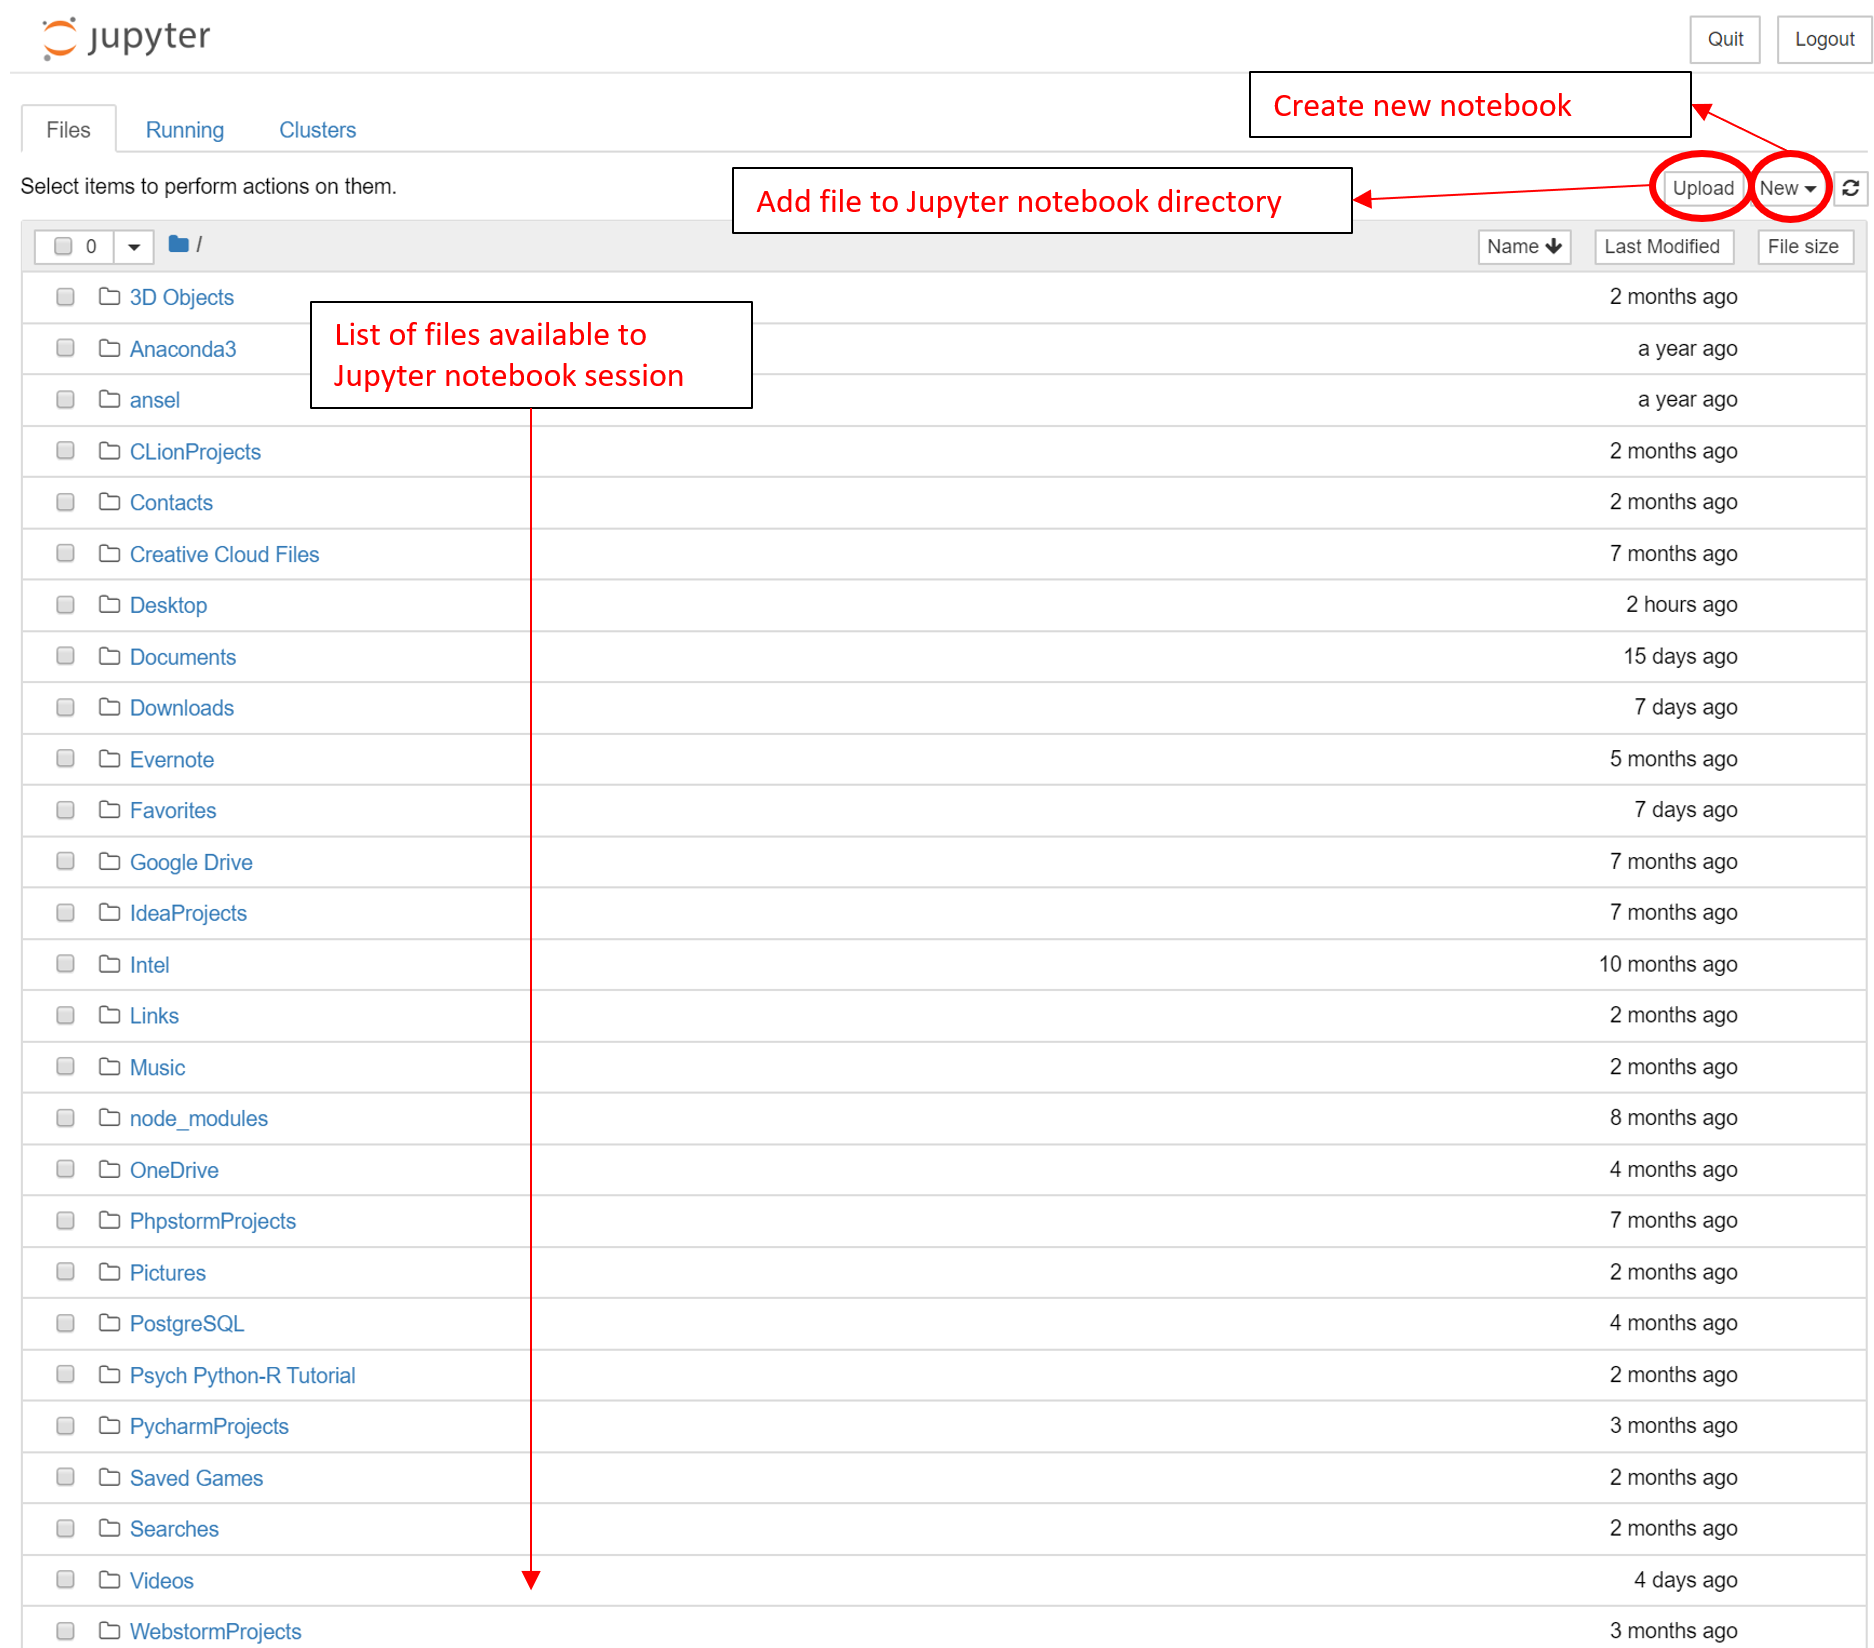 jupyter
Quit
Logout
Create new notebook
Files
Running
Clusters
Select items to perform actions on them.
Add file to Jupyter notebook directory
Upload
New
0
/
Name
Last Modified
File size
3D Objects
2 months ago
List of files available to
Jupyter notebook session
Anaconda3
a year ago
ansel
a year ago
CLionProjects
2 months ago
Contacts
2 months ago
Creative Cloud Files
7 months ago
Desktop
2 hours ago
Documents
15 days ago
Downloads
7 days ago
Evernote
5 months ago
Favorites
7 days ago
Google Drive
7 months ago
IdeaProjects
7 months ago
Intel
10 months ago
Links
2 months ago
Music
2 months ago
node_modules
8 months ago
OneDrive
4 months ago
PhpstormProjects
7 months ago
Pictures
2 months ago
PostgreSQL
4 months ago
Psych Python-R Tutorial
2 months ago
PycharmProjects
3 months ago
Saved Games
2 months ago
Searches
2 months ago
Videos
4 days ago
WebstormProjects
3 months ago